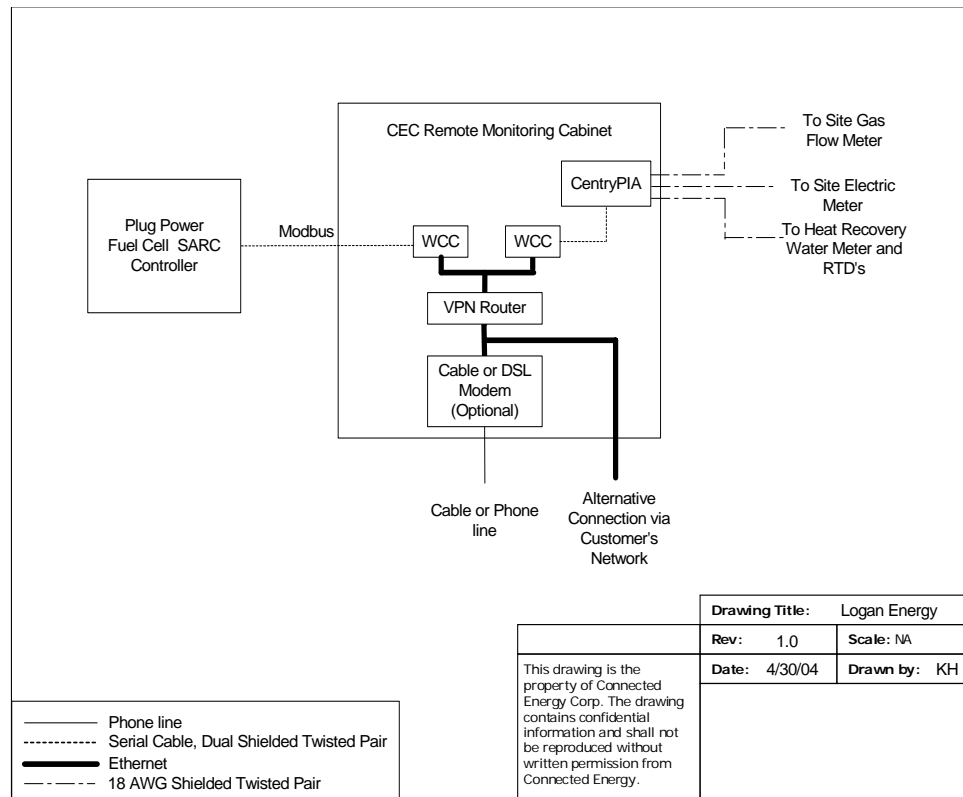 CEC Remote Monitoring Cabinet
To Site Gas
Flow Meter
CentryPIA
To Site Electric
Meter
Plug Power
Fuel Cell SARC
Controller
Modbus
WCC
WCC
To Heat Recovery
Water Meter and
RTD's
VPN Router
Cable or DSL
Modem
(Optional)
Cable or Phone
line
Alternative
Connection via
Customer's
Network
Drawing Title: Logan Energy
Rev: 1.0 Scale: NA
Date: 4/30/04 Drawn by: KH
This drawing is the
property of Connected
Energy Corp. The drawing
contains confidential
information and shall not
be reproduced without
written permission from
Connected Energy.
Phone line
Serial Cable, Dual Shielded Twisted Pair
Ethernet
18 AWG Shielded Twisted Pair